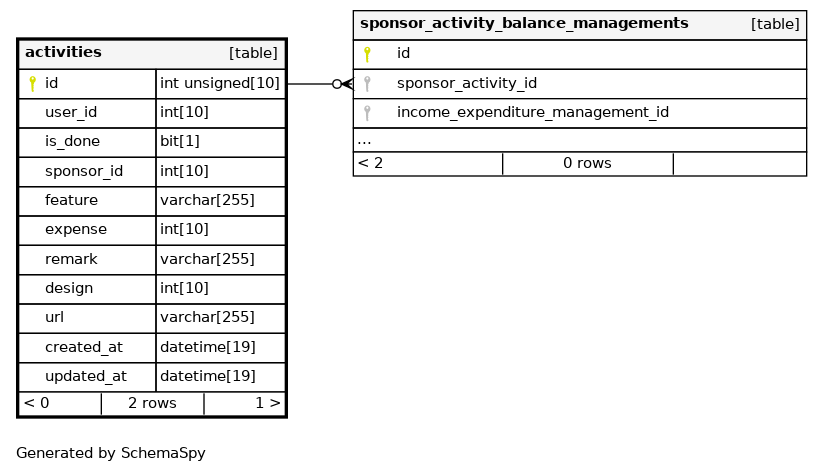 activities [table]
id int unsigned[10]
user_id int[10]
is_done bit[1]
sponsor_id int[10]
feature varchar[255]
expense int[10]
remark varchar[255]
design int[10]
url varchar[255]
created_at datetime[19]
updated_at datetime[19]
< 0 2 rows 1 >
sponsor_activity_balance_managements [table]
id
sponsor_activity_id
income_expenditure_management_id
...
< 2 0 rows
Generated by SchemaSpy